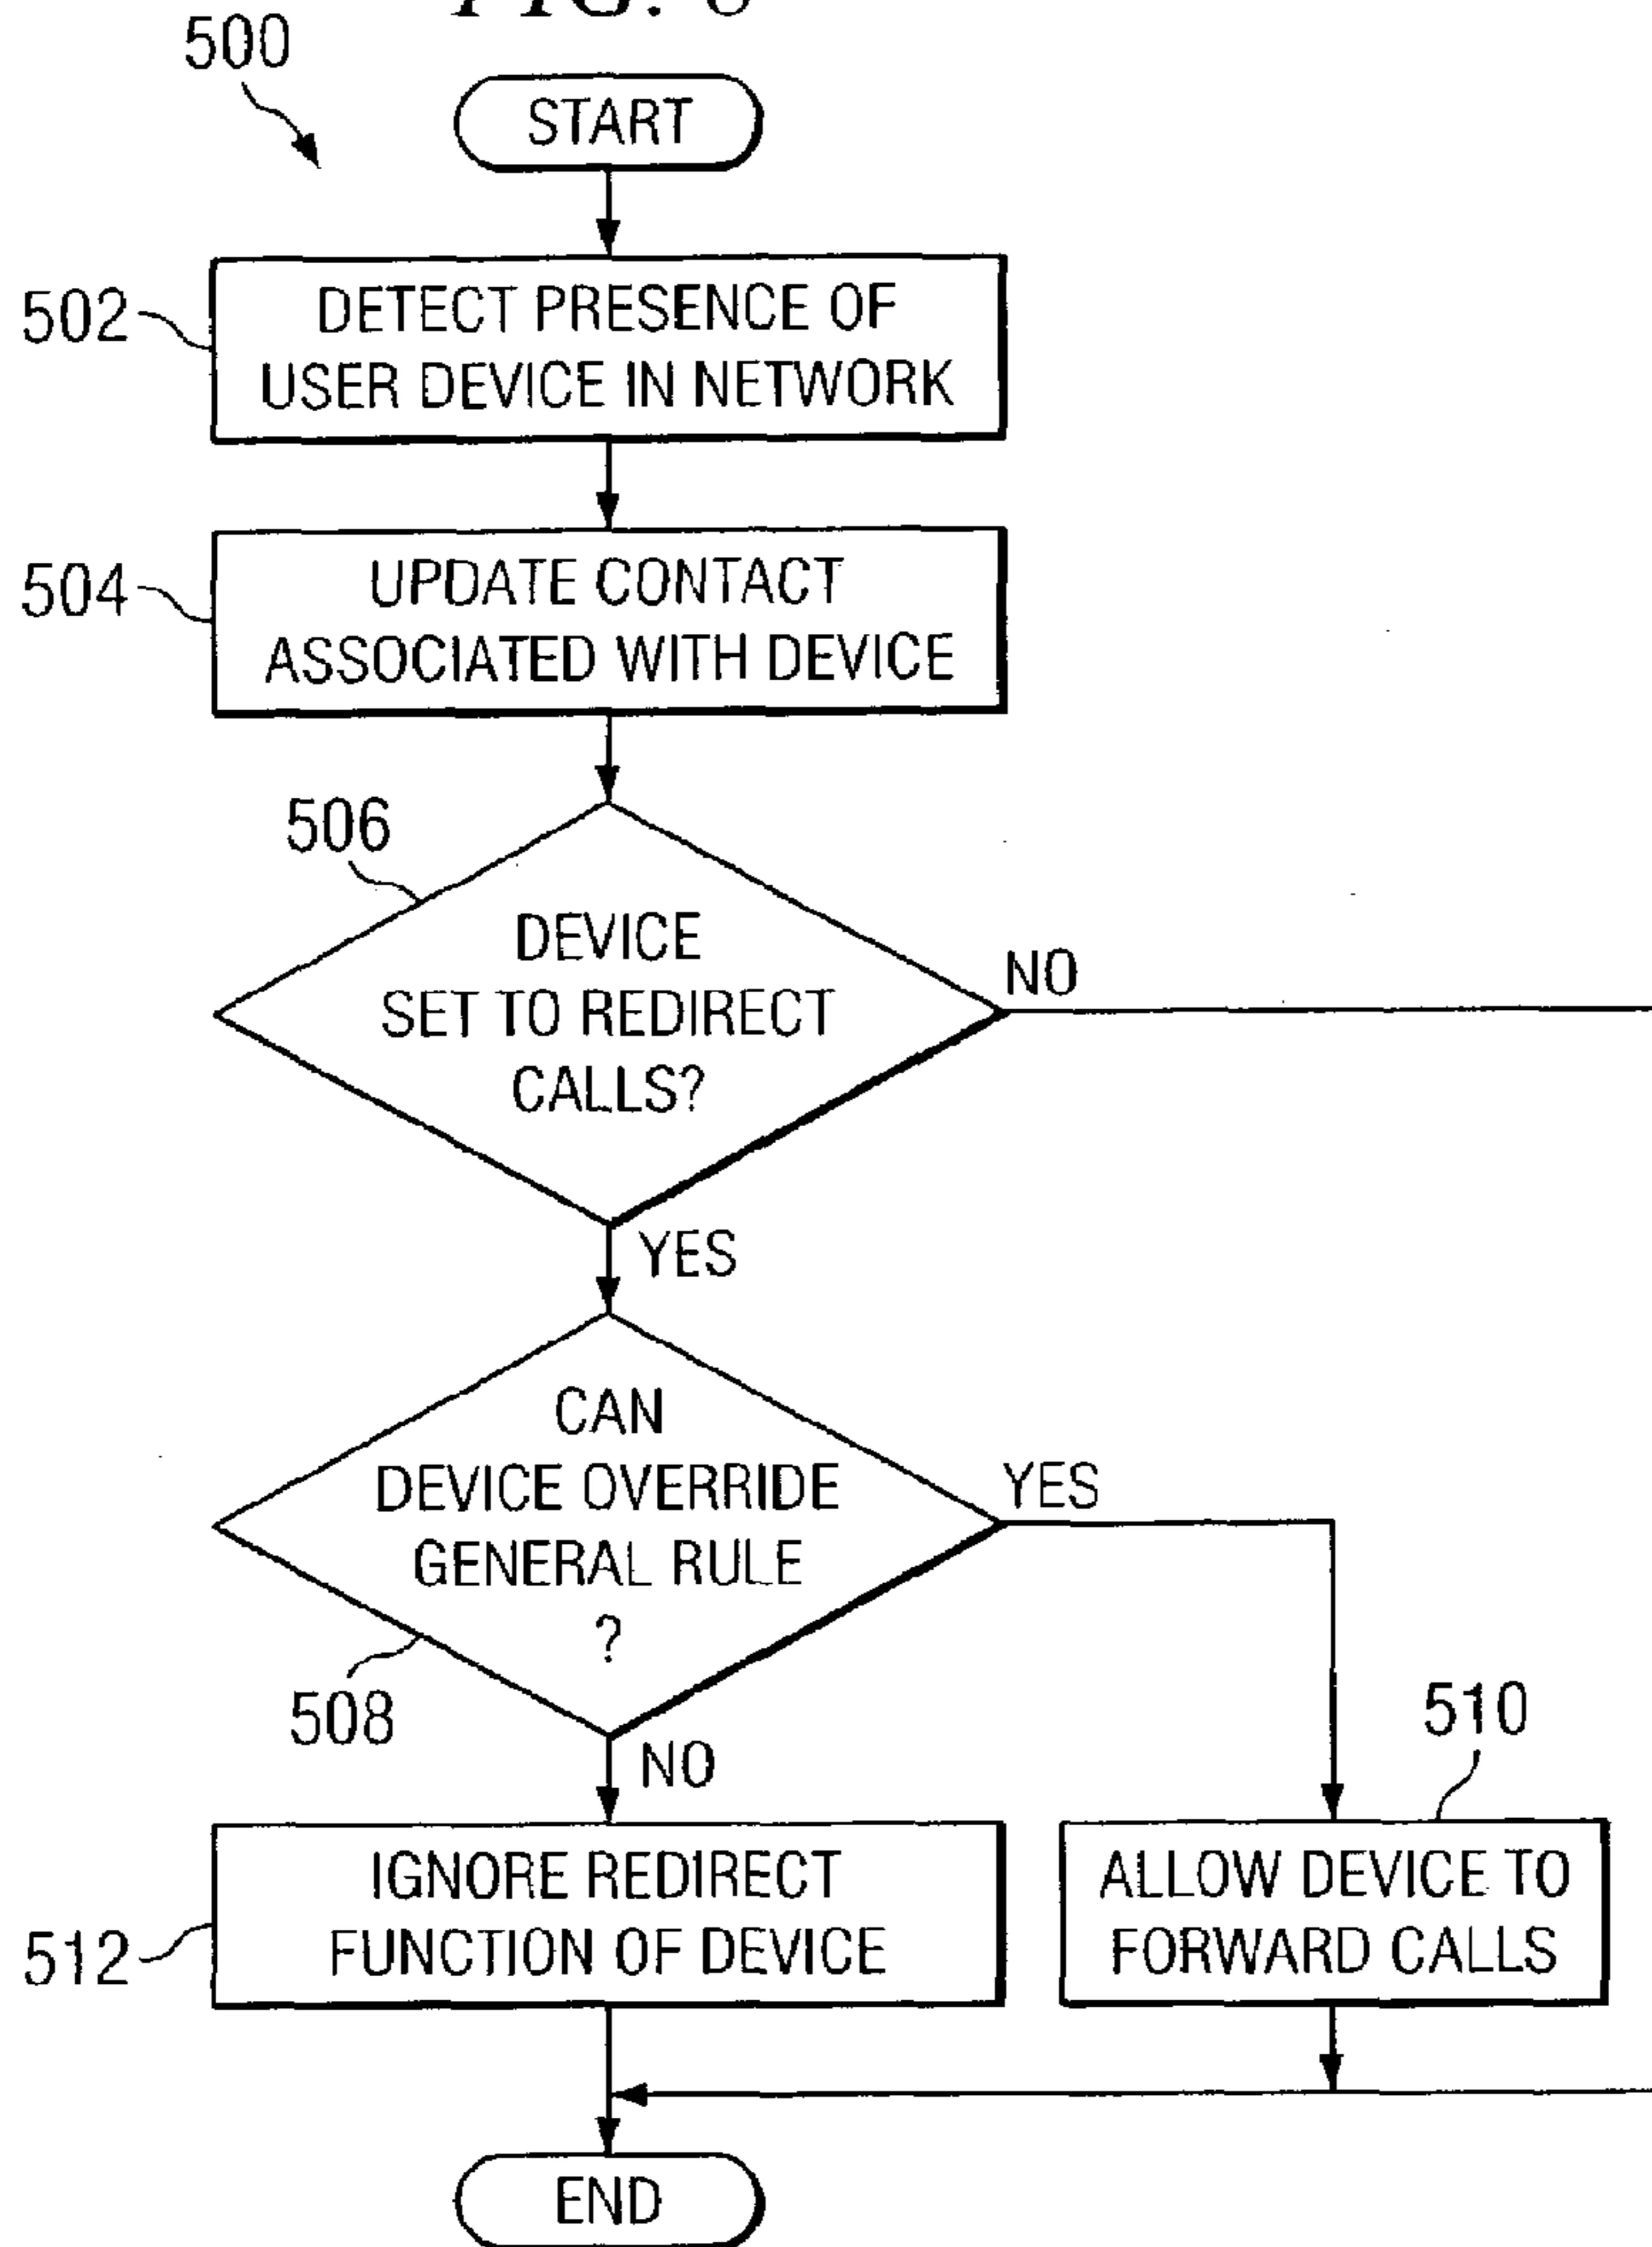 500
START
502
DETECT PRESENCE OF
USER DEVICE IN NETWORK
504
UPDATE CONTACT
ASSOCIATED WITH DEVICE
506
DEVICE
SET TO REDIRECT
CALLS?
NO
YES
CAN
DEVICE OVERRIDE
GENERAL RULE
?
YES
508
NO
510
IGNORE REDIRECT
FUNCTION OF DEVICE
512
ALLOW DEVICE TO
FORWARD CALLS
END